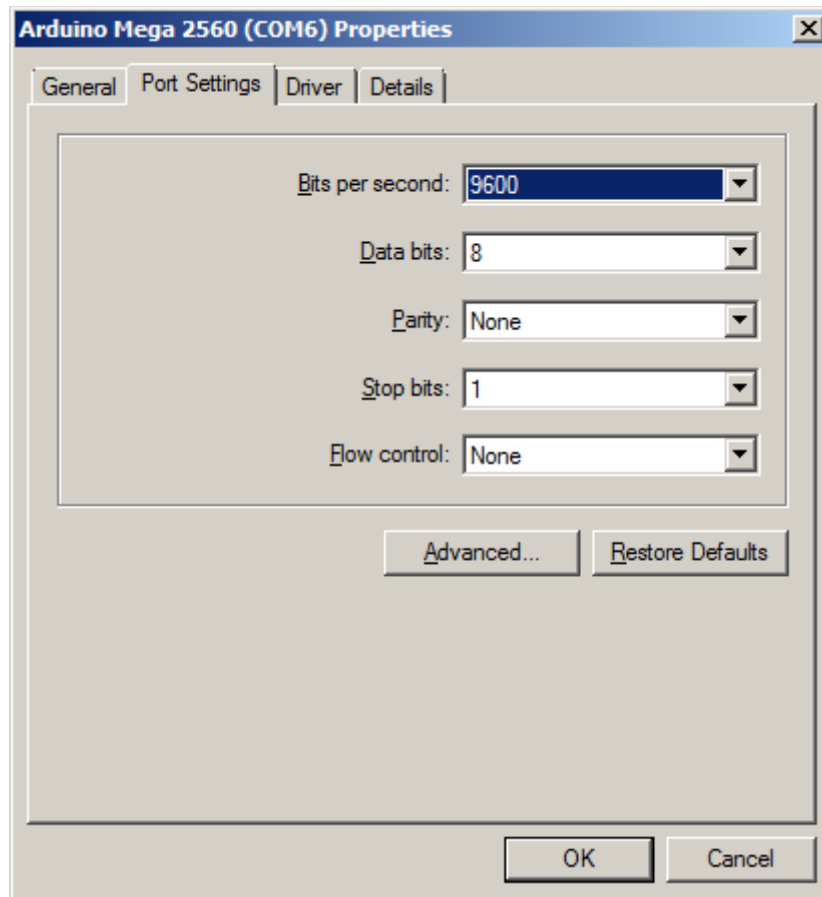 Arduino Mega 2560 (COM6) Properties
General Port Settings Driver Details
Bits per second: 9600
Data bits: 8
Parity: None
Stop bits: 1
Flow control: None
Advanced... Restore Defaults
OK Cancel